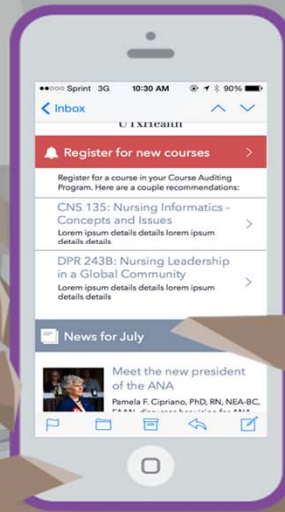 Sprint 3G 10:30 AM 90%
Inbox
UTxHealth
Register for new courses
Register for a course in your Course Auditing
Program. Here are a couple recommendations:
CNS 135: Nursing Informatics -
Concepts and Issues
Lorem ipsum details details lorem ipsum
details details
DPR 243B: Nursing Leadership
in a Global Community
Lorem ipsum details details lorem ipsum
details details
News for July
Meet the new president
of the ANA
Pamela F. Cipriano, PhD, RN, NEA-BC,